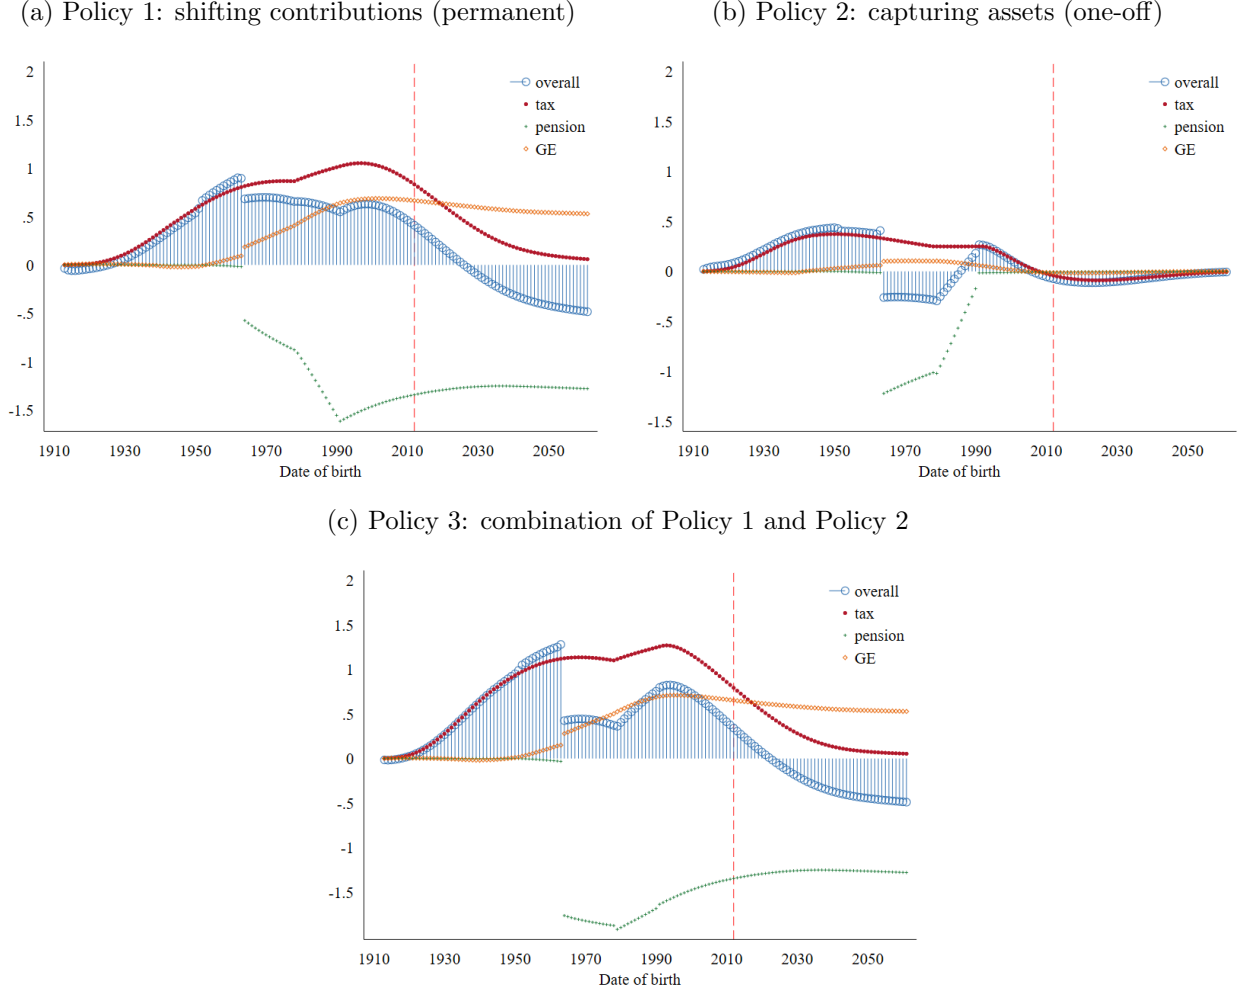 (a) Policy 1: shifting contributions (permanent)
2
1.5
1
.5
0
-.5
-1
-1.5
overall
tax
pension
GE
1910 1930 1950 1970 1990 2010 2030 2050
Date of birth
(b) Policy 2: capturing assets (one-off)
2
1.5
1
.5
0
-.5
-1
-1.5
overall
tax
pension
GE
1910 1930 1950 1970 1990 2010 2030 2050
Date of birth
(c) Policy 3: combination of Policy 1 and Policy 2
2
1.5
1
.5
0
-.5
-1
-1.5
overall
tax
pension
GE
1910 1930 1950 1970 1990 2010 2030 2050
Date of birth